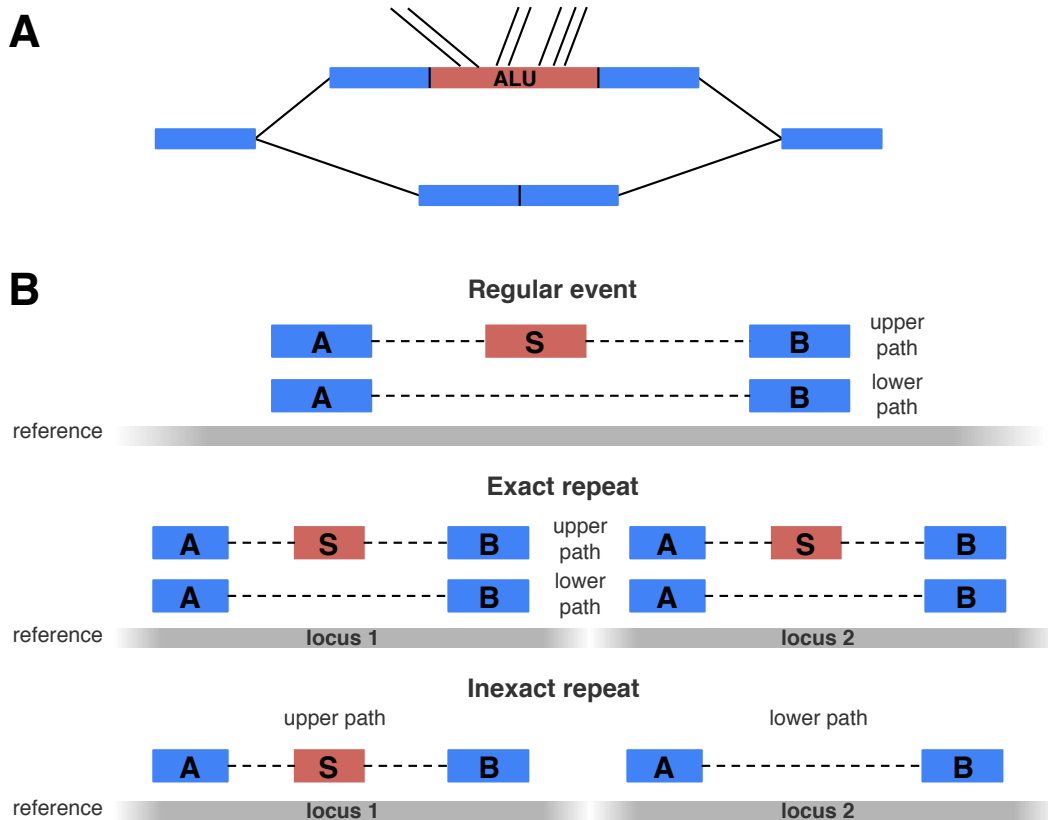 A
ALU
B
Regular event
A S B upper path
A B lower path
reference
Exact repeat
A S B upper path A S B
A B lower path A B
reference locus 1 locus 2
Inexact repeat
upper path lower path
A S B A B
reference locus 1 locus 2